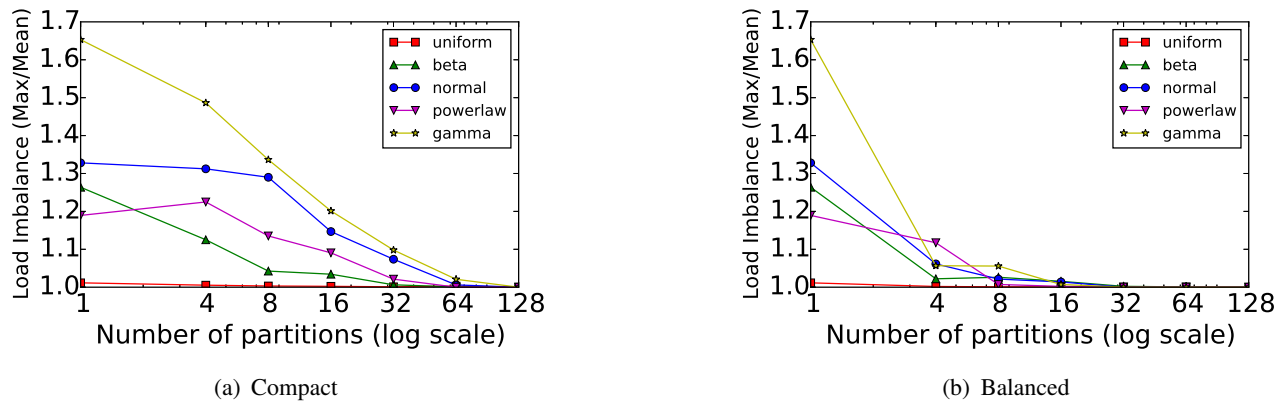 1.7
1.6
1.5
1.4
1.3
1.2
1.1
1.0
Load Imbalance (Max/Mean)
uniform
beta
normal
powerlaw
gamma
1 4 8 16 32 64 128
Number of partitions (log scale)
(a) Compact
1.7
1.6
1.5
1.4
1.3
1.2
1.1
1.0
Load Imbalance (Max/Mean)
uniform
beta
normal
powerlaw
gamma
1 4 8 16 32 64 128
Number of partitions (log scale)
(b) Balanced